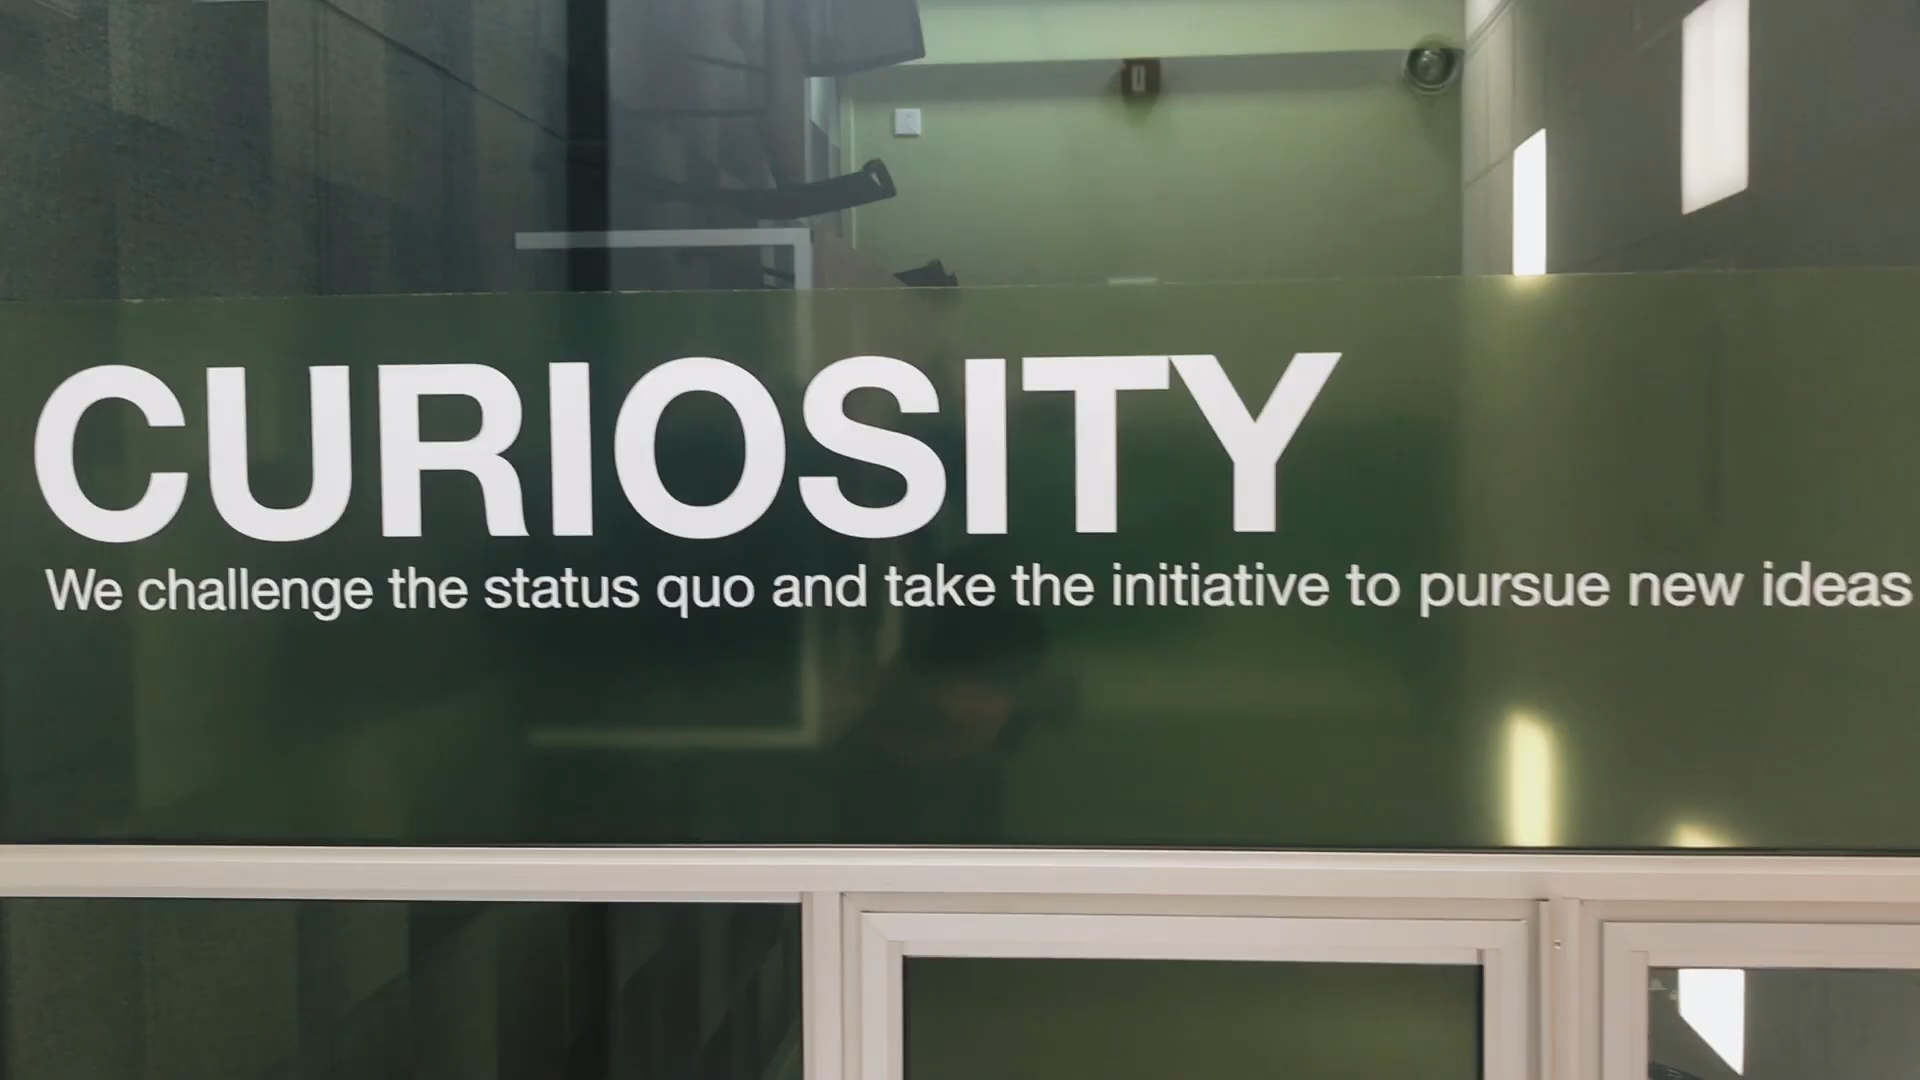 CURIOSITY
We challenge the status quo and take the initiative to pursue new ideas